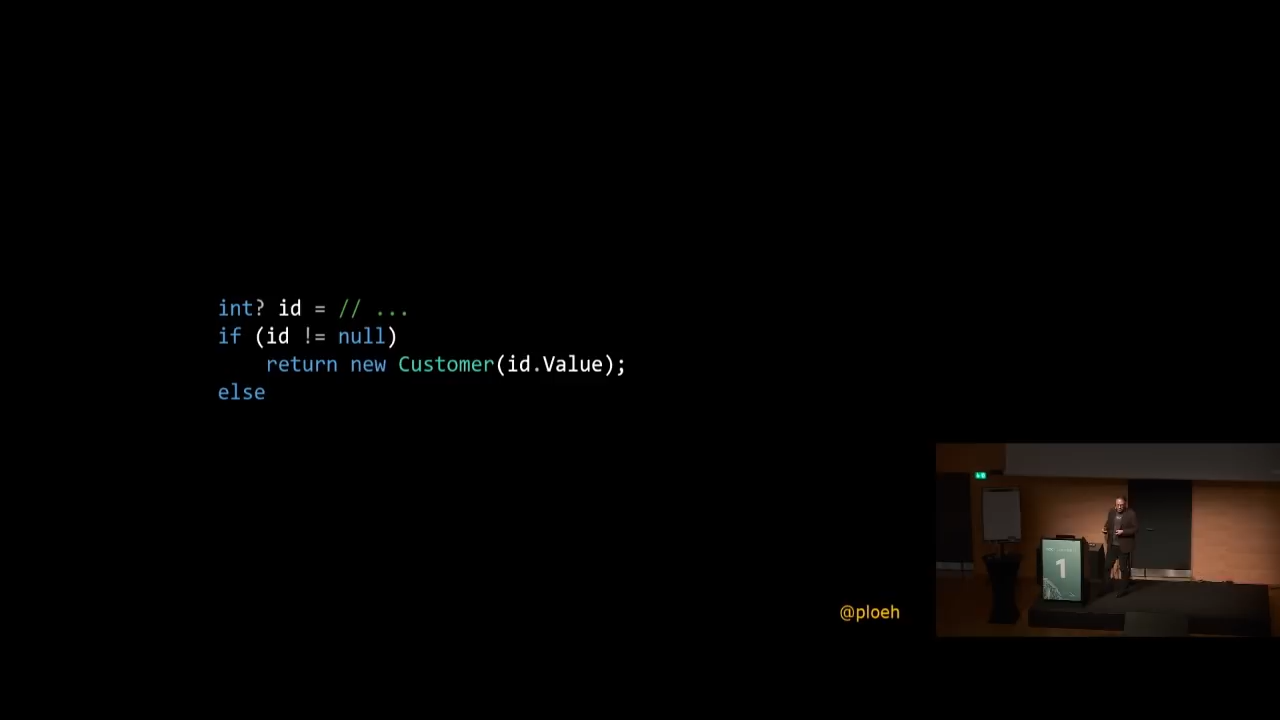 int? id = // ...
if (id != null)
    return new Customer(id.Value);
else
@ploeh
1